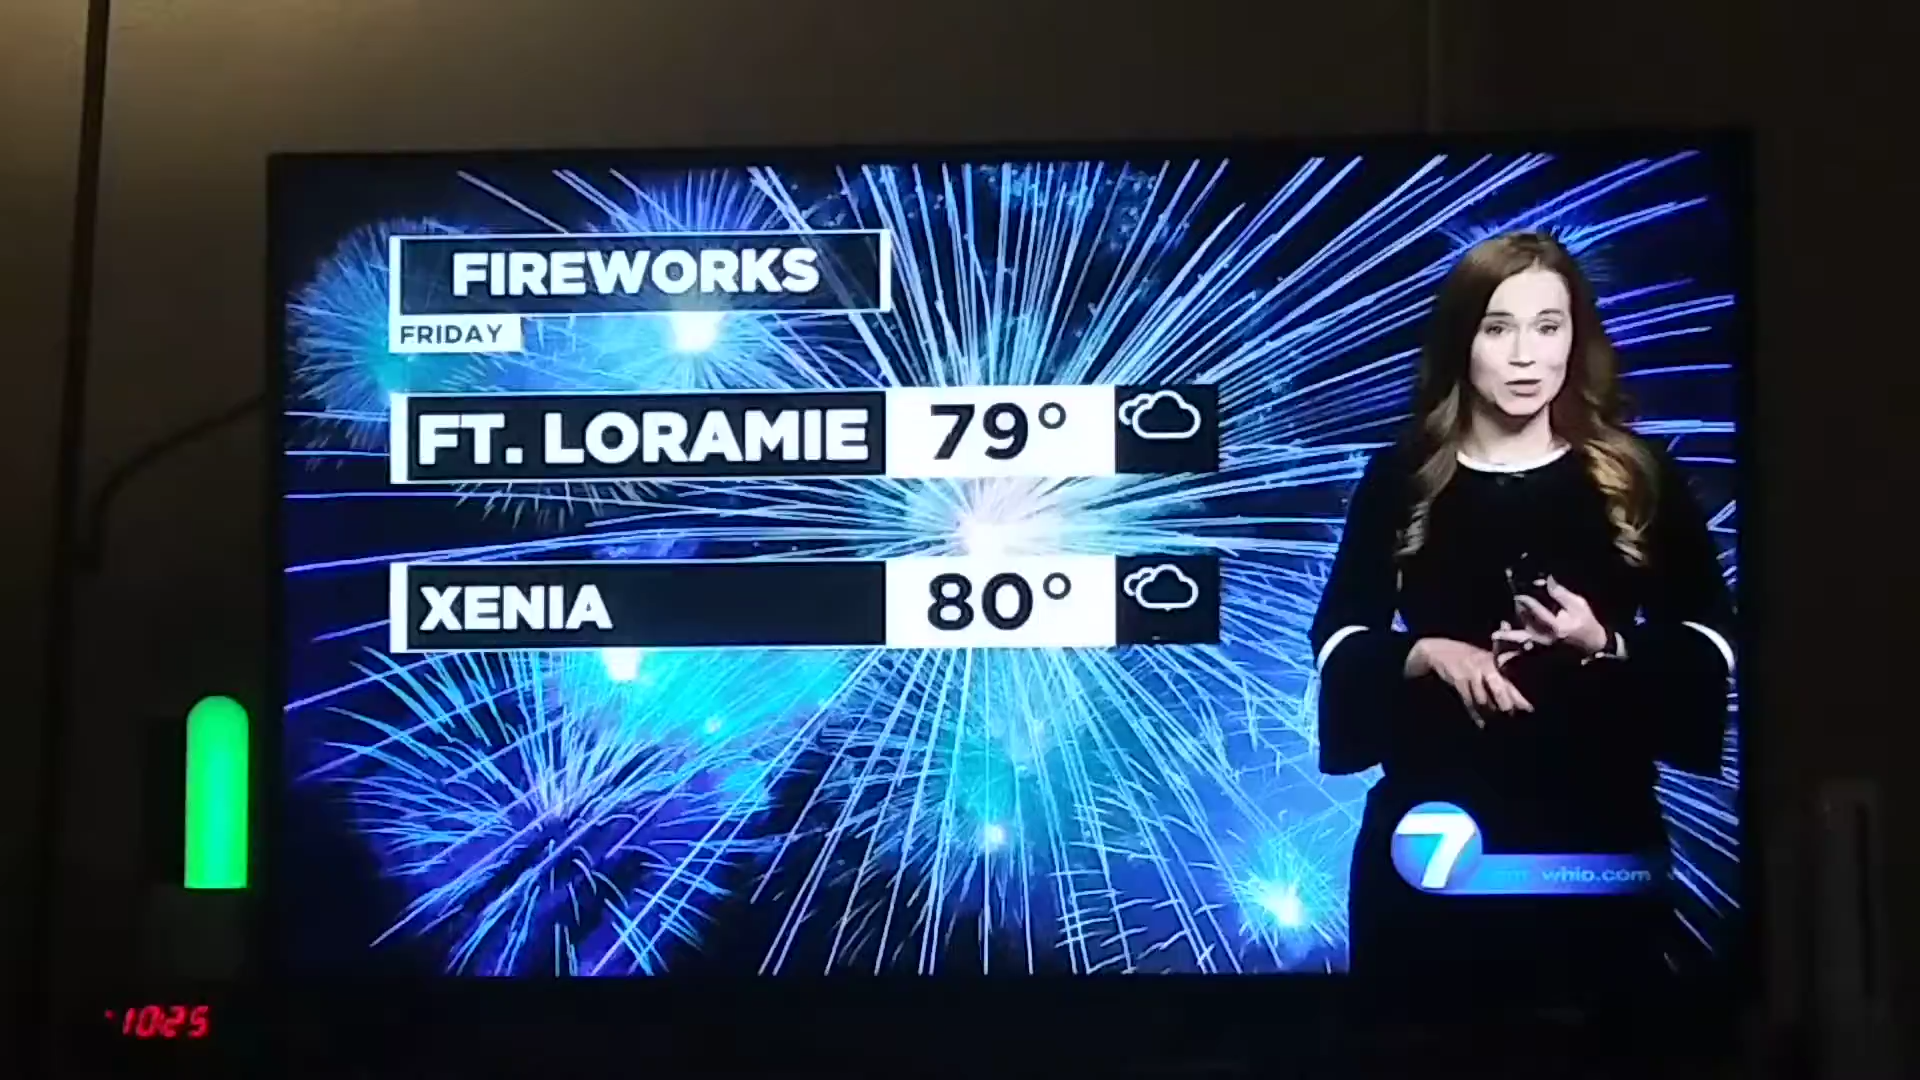 FIREWORKS
FRIDAY
FT. LORAMIE 79°
XENIA 80°
7
whio.com
10:25